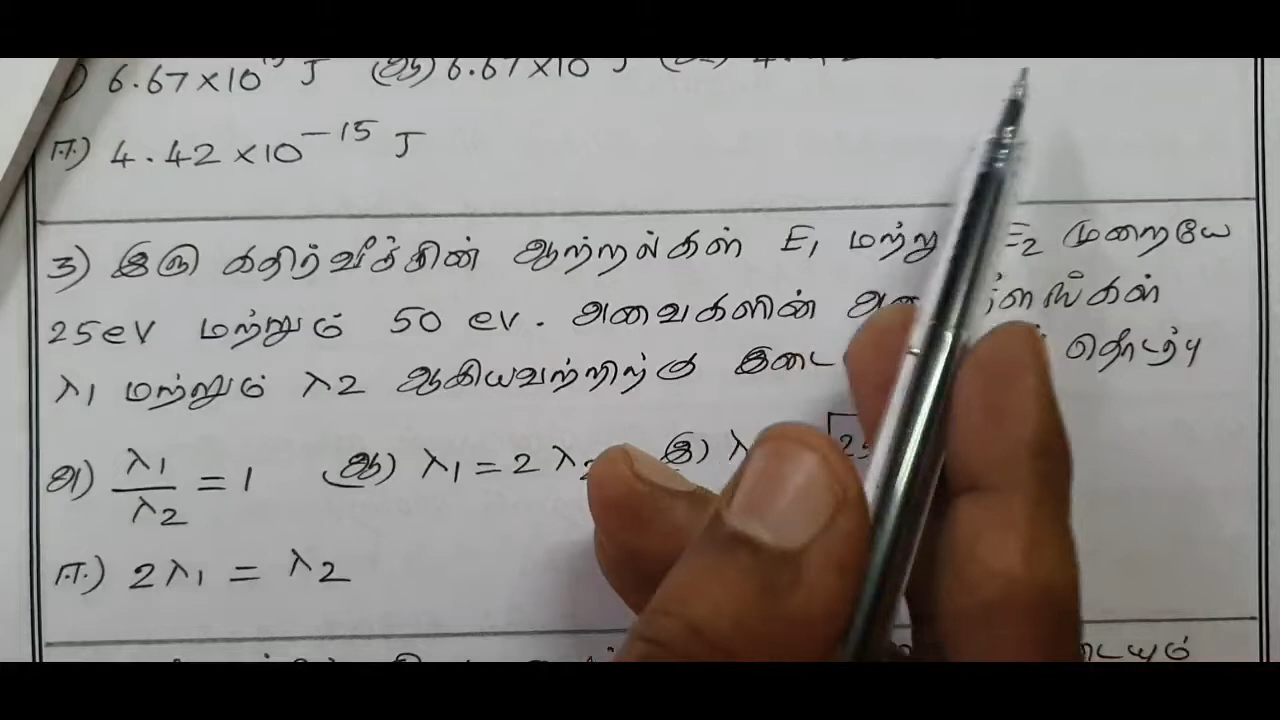 6.67×10 J (ஆ) 6.67×10 J
ஈ) 4.42×10⁻¹⁵ J
3) இரு கதிர்வீச்சின் ஆற்றல்கள் E₁ மற்று E₂ முறையே
25eV மற்றும் 50 eV. அவைகளின்
λ1 மற்றும் λ2 ஆகியவற்றிற்கு இடை தொடர்பு
அ) λ1/λ2 = 1 ஆ) λ1 = 2 λ2 இ) λ
ஈ) 2λ1 = λ2